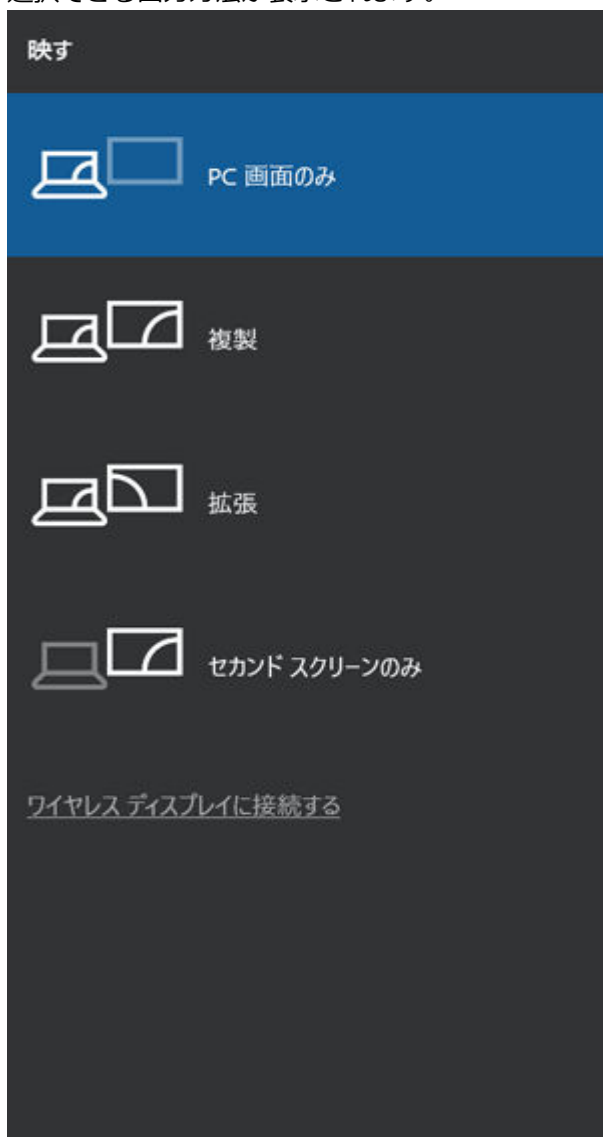 映す
PC 画面のみ
複製
拡張
セカンド スクリーンのみ
ワイヤレス ディスプレイに接続する